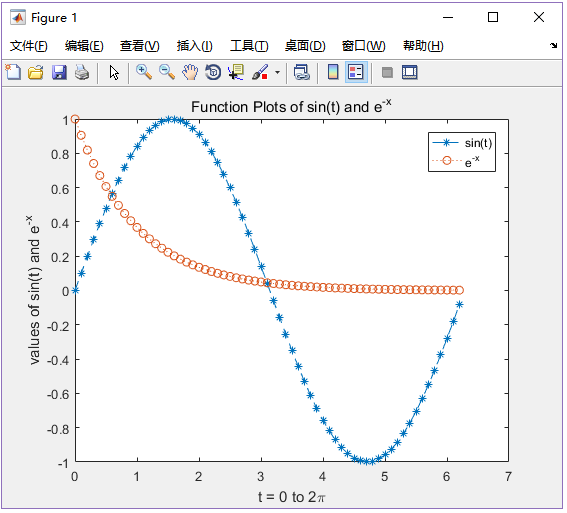 Figure 1
文件(F) 编辑(E) 查看(V) 插入(I) 工具(T) 桌面(D) 窗口(W) 帮助(H)
Function Plots of sin(t) and e^-x
sin(t)
e^-x
values of sin(t) and e^-x
1
0.8
0.6
0.4
0.2
0
-0.2
-0.4
-0.6
-0.8
-1
0 1 2 3 4 5 6 7
t = 0 to 2π